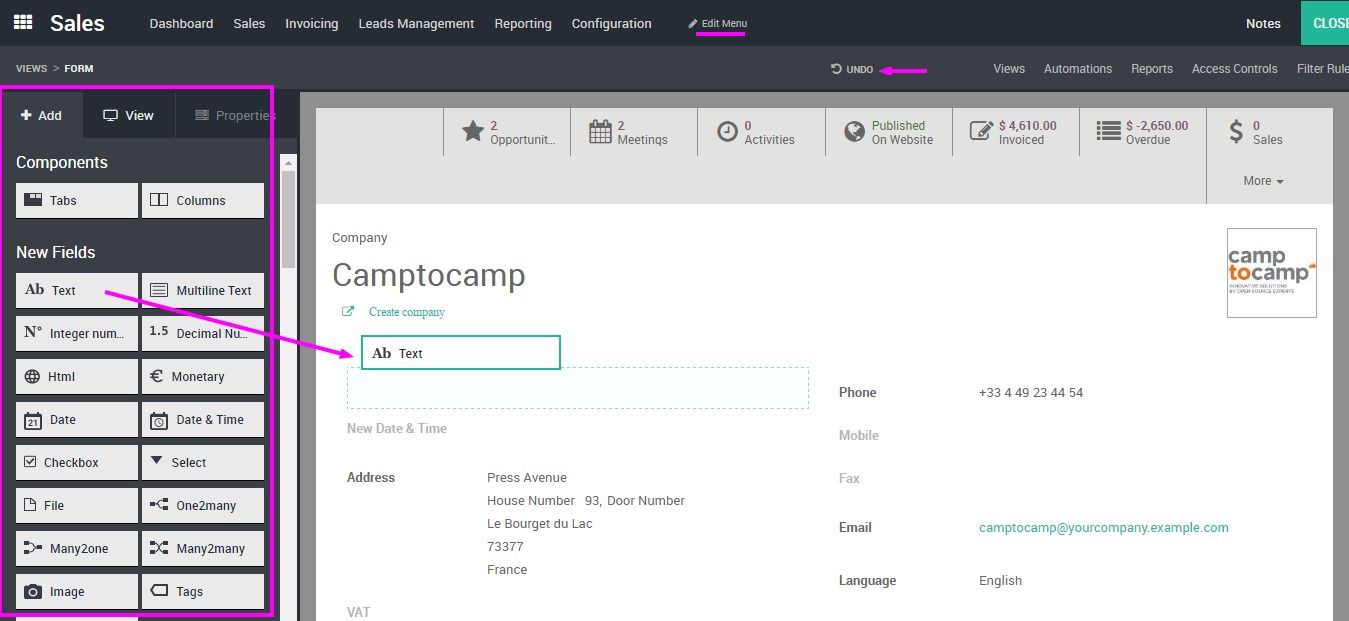 Sales Dashboard Sales Invoicing Leads Management Reporting Configuration Edit Menu Notes CLOSE
VIEWS > FORM UNDO Views Automations Reports Access Controls Filter Rule
Add View Properties
Components
Tabs Columns
New Fields
Ab Text Multiline Text
N° Integer num... 1.5 Decimal Nu...
Html € Monetary
21 Date Date & Time
Checkbox Select
File One2many
Many2one Many2many
Image Tags
2 Opportunit...
2 Meetings
0 Activities
Published On Website
$ 4,610.00 Invoiced
$ -2,650.00 Overdue
$ 0 Sales
More
Company
Camptocamp
Create company
camp
tocamp
INNOVATIVE SOLUTIONS
BY OPEN SOURCE EXPERTS
Ab Text
Phone +33 4 49 23 44 54
New Date & Time
Mobile
Address Press Avenue
House Number 93, Door Number
Le Bourget du Lac
73377
France
Fax
Email camptocamp@yourcompany.example.com
Language English
VAT